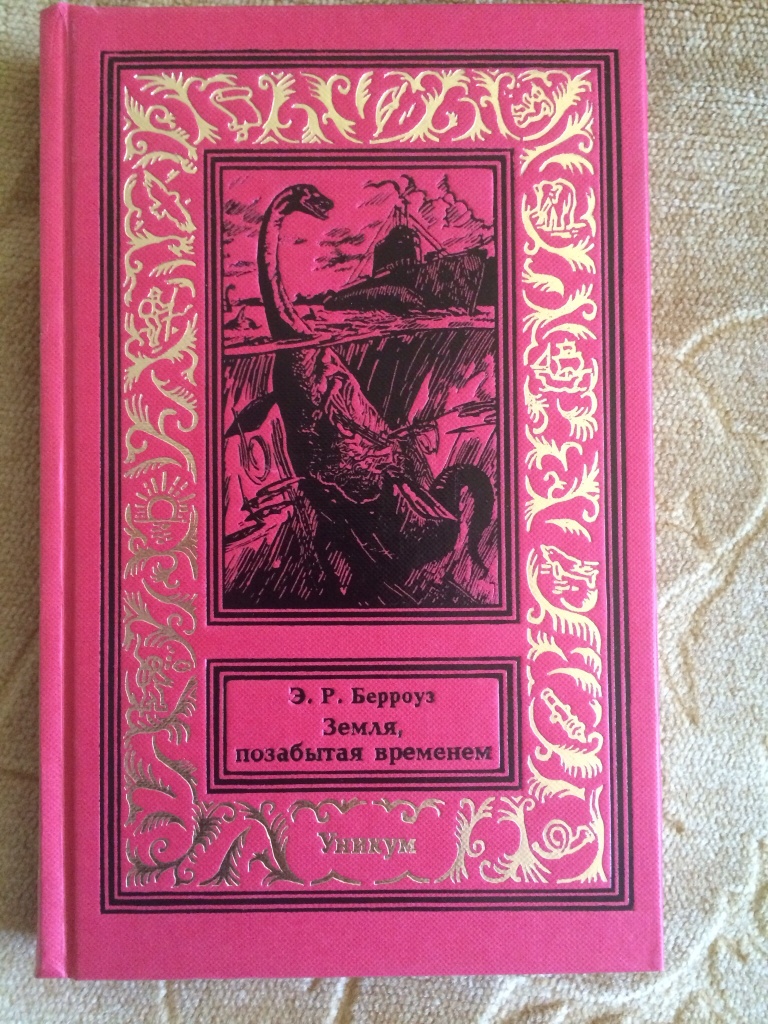 Э. Р. Берроуз
Земля,
позабытая временем
Уникум